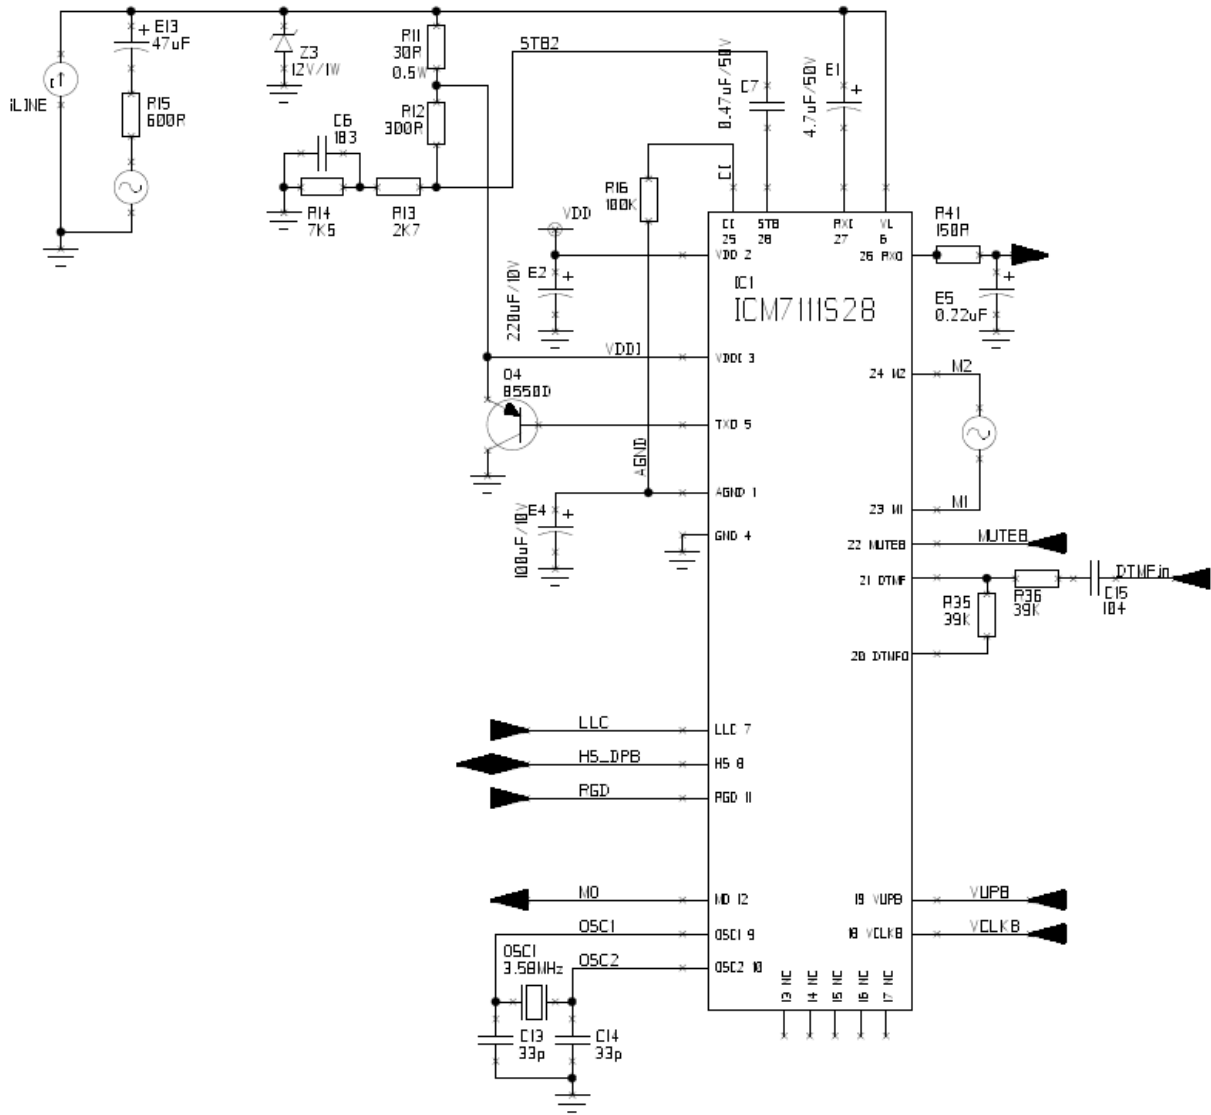 E13
47uF
iLINE
R15
600R
Z3
12V/1W
R11
30R
0.5W
R12
300R
STB2
C6
183
R14
7K5
R13
2K7
0.47uF/50V
C7
4.7uF/50V
E1
CI
R16
100K
VDD
E2
220uF/10V
CI
25
STB
28
RXI
27
VL
6
VDD 2
26 RXO
R41
150R
E5
0.22uF
IC1
ICM7111S28
VDDI
VDDI 3
Q4
8550D
TXO 5
24 M2
M2
AGND
AGND 1
23 M1
M1
E4
100uF/10V
GND 4
22 MUTEB
MUTEB
21 DTMF
R36
39K
C15
104
DTMFin
R35
39K
20 DTMFO
LLC
LLC 7
HS_DPB
HS 8
RGD
PGD 11
MO
MO 12
19 VUPB
VUPB
OSC1
OSC1 9
18 VCLKB
VCLKB
OSC1
3.58MHz
OSC2
OSC2 10
13 NC
14 NC
15 NC
16 NC
17 NC
C13
33p
C14
33p